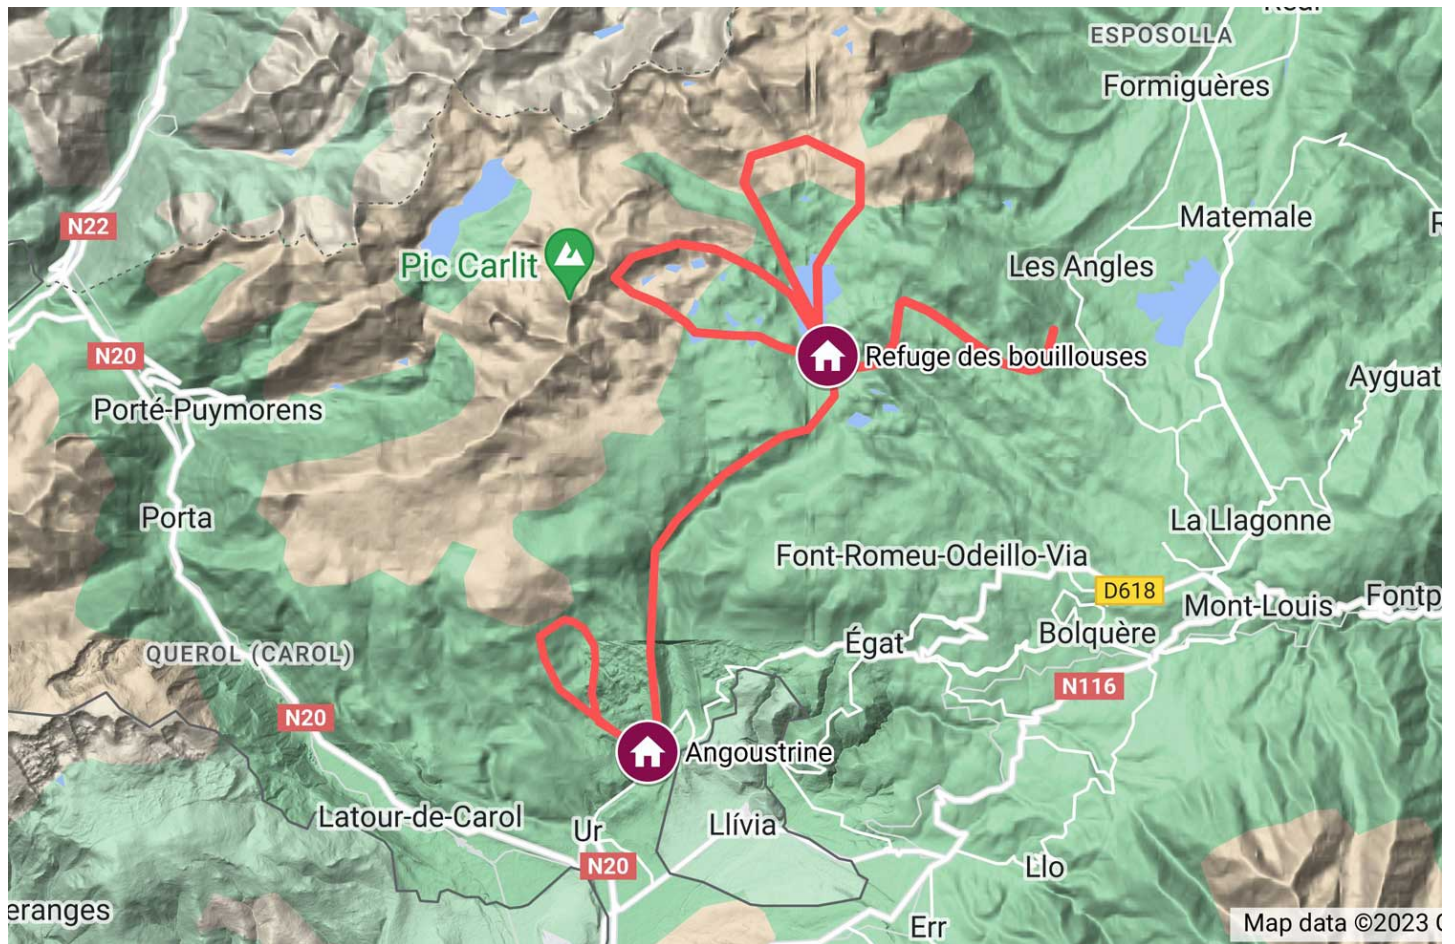 ESPOSOLLA
Formiguères
N22
Matemale
Pic Carlit
Les Angles
N20
Refuge des bouillouses
Porté-Puymorens
Porta
La Llagonne
Font-Romeu-Odeillo-Via
D618
Mont-Louis
Bolquère
Égat
QUEROL (CAROL)
N116
N20
Angoustrine
Latour-de-Carol
Ur
Llívia
N20
Llo
Err
Map data ©2023